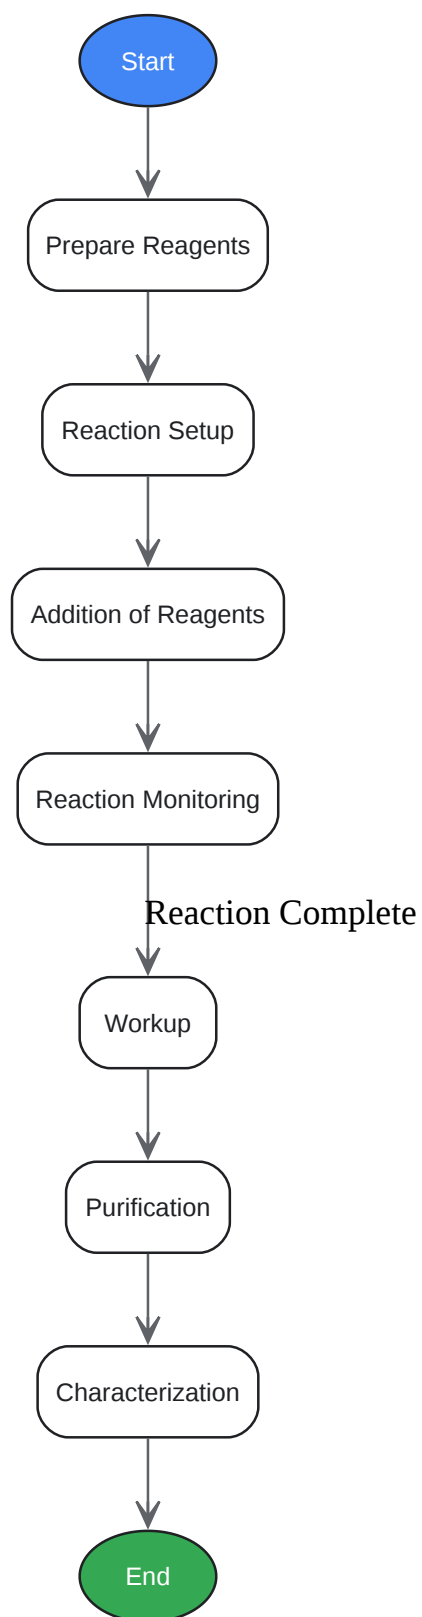 Start
Prepare Reagents
Reaction Setup
Addition of Reagents
Reaction Monitoring
Reaction Complete
Workup
Purification
Characterization
End